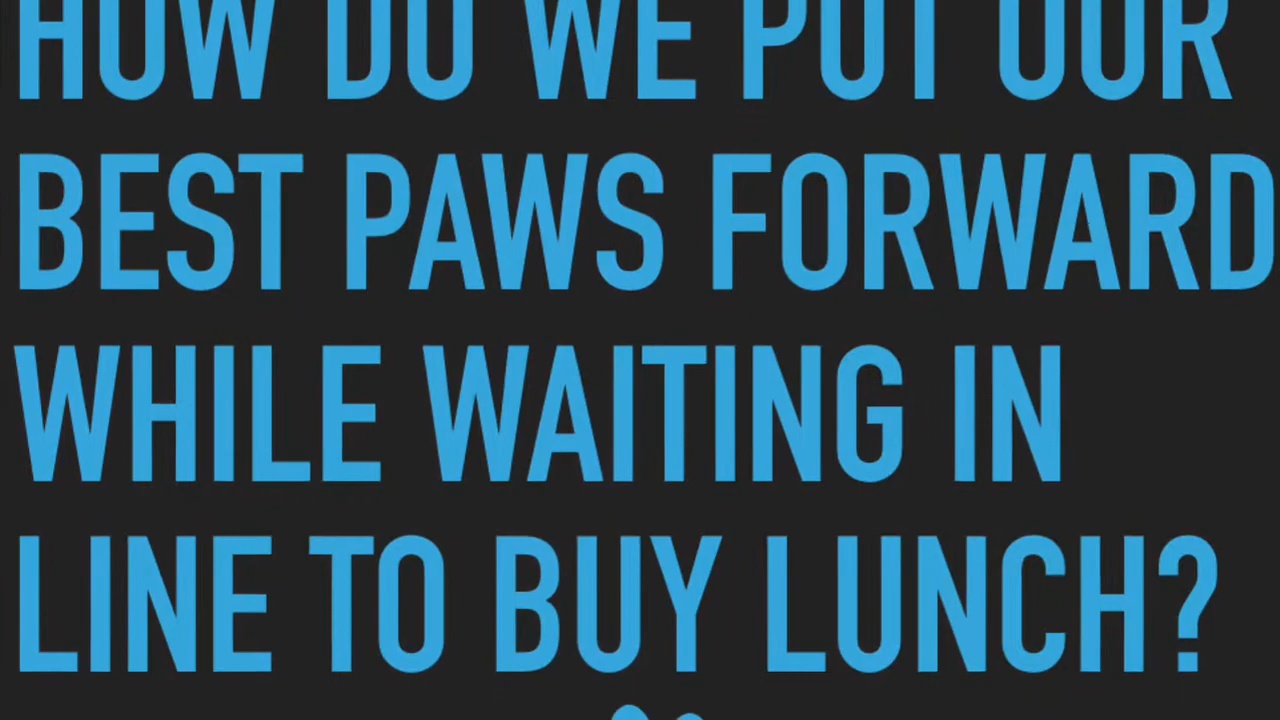 HOW DO WE PUT OUR
BEST PAWS FORWARD
WHILE WAITING IN
LINE TO BUY LUNCH?